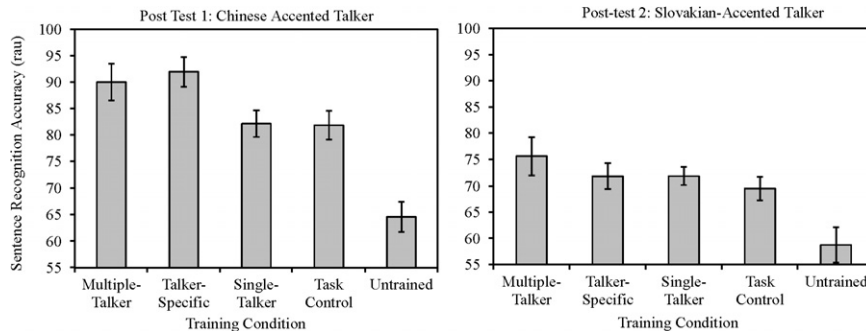 Post Test 1: Chinese Accented Talker
Sentence Recognition Accuracy (rau)
100
95
90
85
80
75
70
65
60
55
Multiple-
Talker
Talker-
Specific
Single-
Talker
Task
Control
Untrained
Training Condition
Post-test 2: Slovakian-Accented Talker
100
95
90
85
80
75
70
65
60
55
Multiple-
Talker
Talker-
Specific
Single-
Talker
Task
Control
Untrained
Training Condition